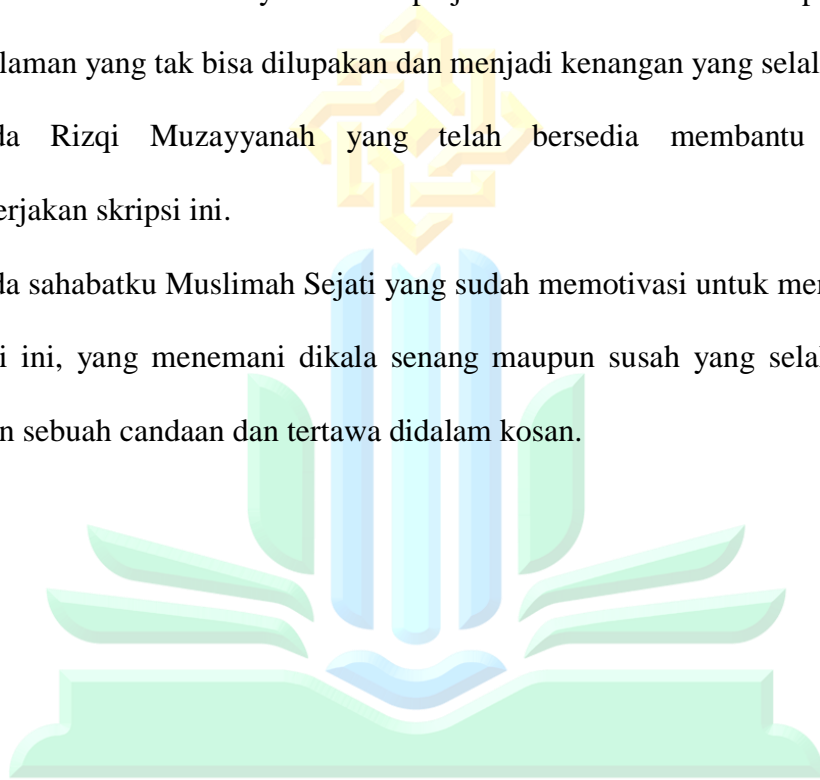 laman yang tak bisa dilupakan dan menjadi kenangan yang selal
da Rizqi Muzayyanah yang telah bersedia membantu
erjakan skripsi ini.
da sahabatku Muslimah Sejati yang sudah memotivasi untuk mer
i ini, yang menemani dikala senang maupun susah yang sela
n sebuah candaan dan tertawa didalam kosan.